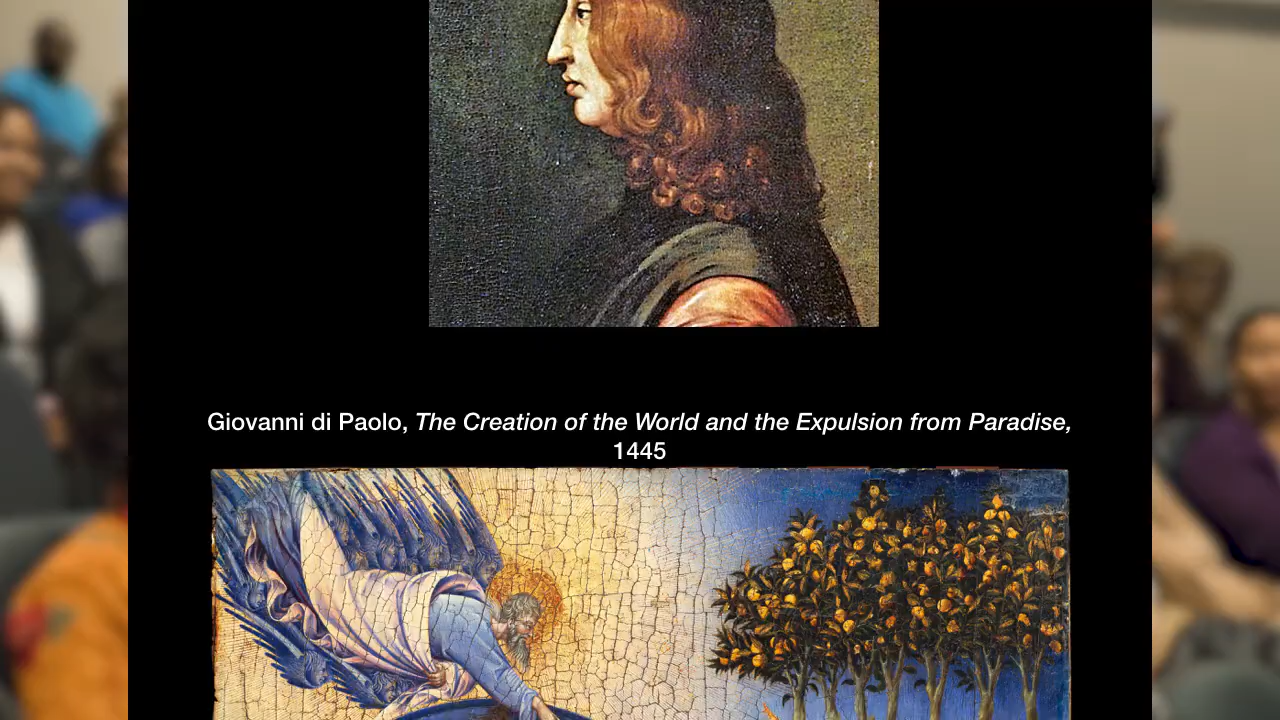 Giovanni di Paolo, The Creation of the World and the Expulsion from Paradise,
1445